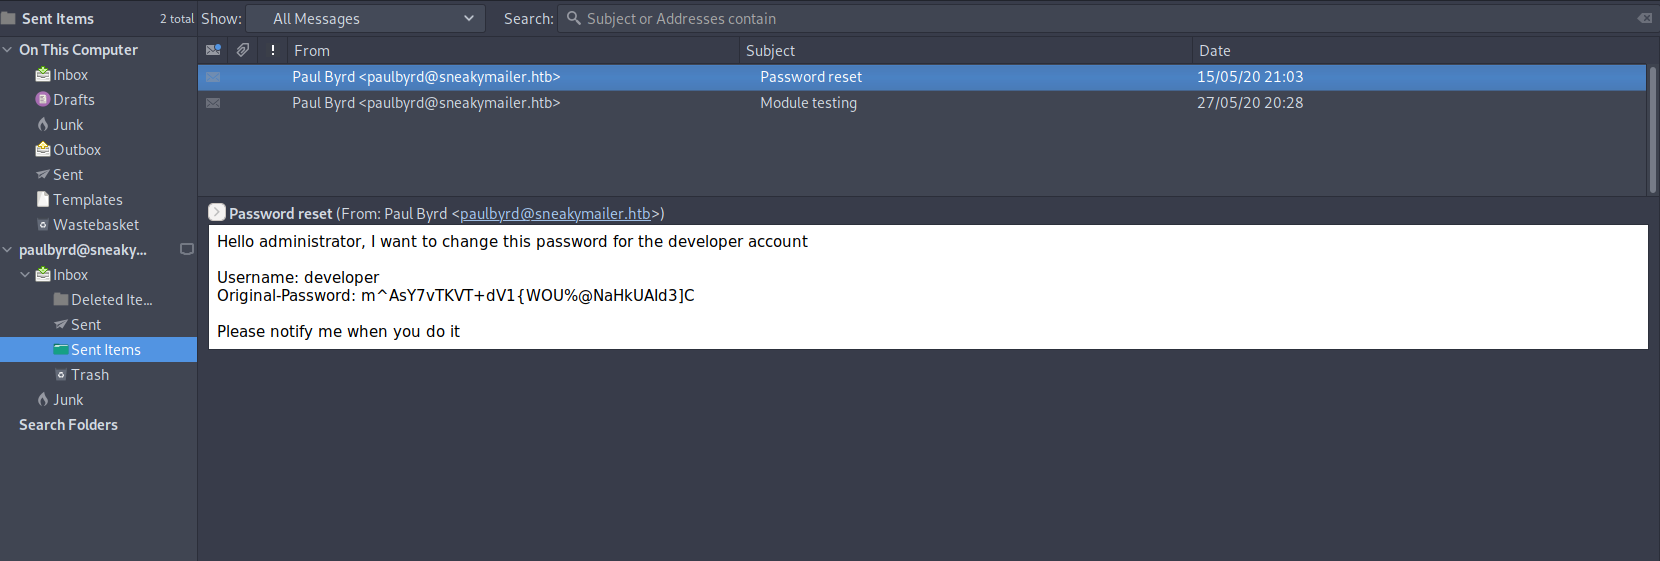 Sent Items 2 total Show: All Messages Search: Subject or Addresses contain
On This Computer
Inbox
Drafts
Junk
Outbox
Sent
Templates
Wastebasket
paulbyrd@sneaky...
Inbox
Deleted Ite...
Sent
Sent Items
Trash
Junk
Search Folders
! From Subject Date
Paul Byrd <paulbyrd@sneakymailer.htb> Password reset 15/05/20 21:03
Paul Byrd <paulbyrd@sneakymailer.htb> Module testing 27/05/20 20:28
Password reset (From: Paul Byrd <paulbyrd@sneakymailer.htb>)
Hello administrator, I want to change this password for the developer account
Username: developer
Original-Password: m^AsY7vTKVT+dV1{WOU%@NaHkUAId3]C
Please notify me when you do it